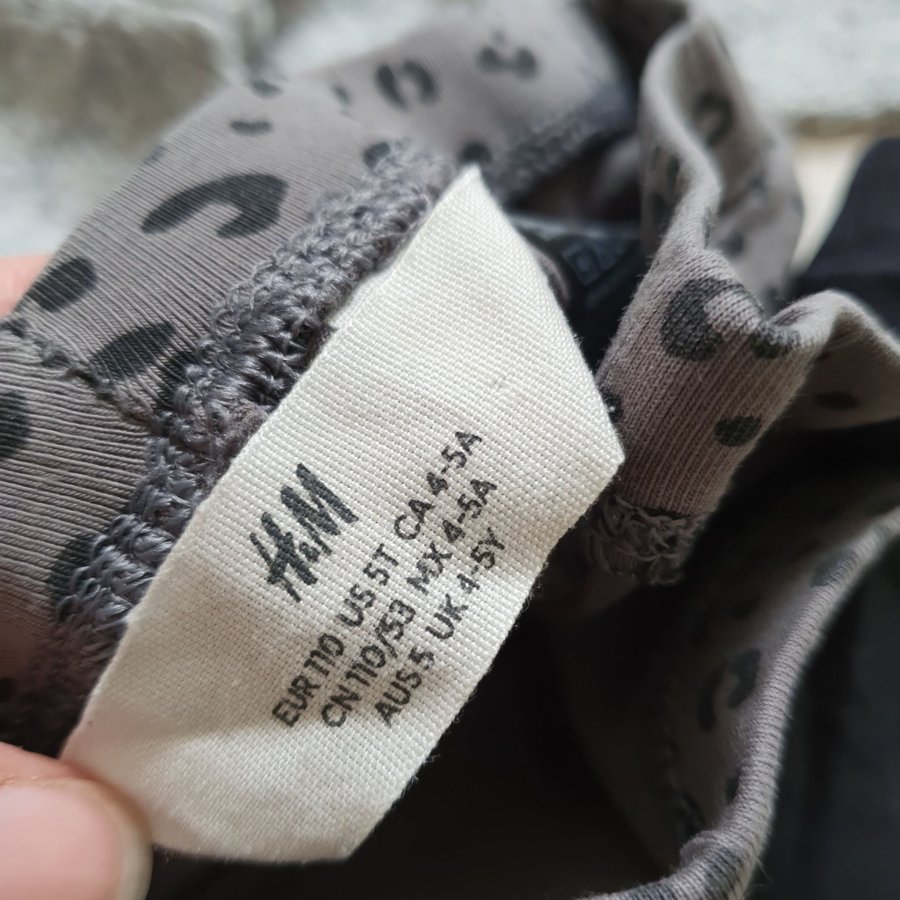 H&M
EUR 110 US 5T CA 4-5A
CN 110/53 MX 4-5A
AUS 5 UK 4-5Y